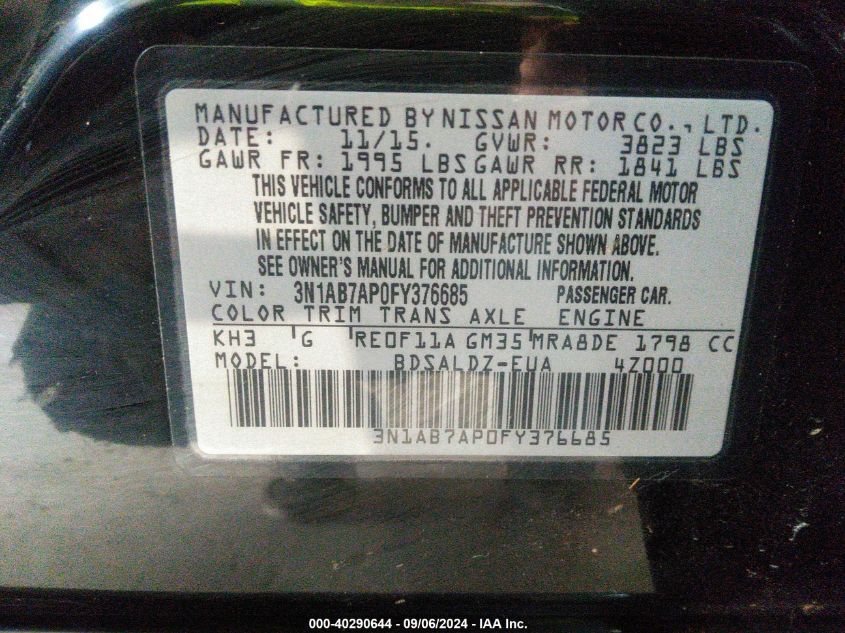 MANUFACTURED BY NISSAN MOTOR CO., LTD.
DATE: 11/15. GVWR: 3823 LBS
GAWR FR: 1995 LBS GAWR RR: 1841 LBS
THIS VEHICLE CONFORMS TO ALL APPLICABLE FEDERAL MOTOR
VEHICLE SAFETY, BUMPER AND THEFT PREVENTION STANDARDS
IN EFFECT ON THE DATE OF MANUFACTURE SHOWN ABOVE.
SEE OWNER'S MANUAL FOR ADDITIONAL INFORMATION.
VIN: 3N1AB7AP0FY376685 PASSENGER CAR.
COLOR TRIM TRANS AXLE ENGINE
KH3 G RE0F11A GM35 MRA8DE 1798 CC
MODEL: BDSALDZ-EUA 4Z000
3N1AB7AP0FY376685
000-40290644 - 09/06/2024 - IAA Inc.